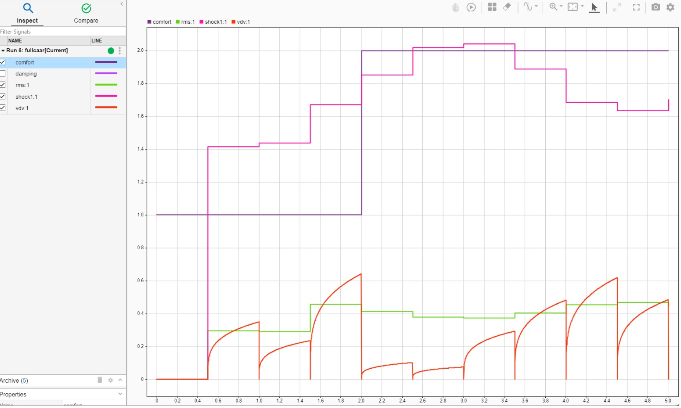 Inspect
Compare
Filter Signals
NAME
LINE
Run 6: fullcaar[Current]
comfort
damping
rms:1
shock1:1
vdv:1
Archive (5)
Properties
comfort rms:1 shock1:1 vdv:1
2.0
1.8
1.6
1.4
1.2
1.0
0.8
0.6
0.4
0.2
0
0 0.2 0.4 0.6 0.8 1.0 1.2 1.4 1.6 1.8 2.0 2.2 2.4 2.6 2.8 3.0 3.2 3.4 3.6 3.8 4.0 4.2 4.4 4.6 4.8 5.0